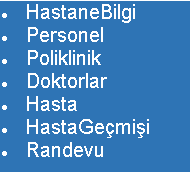 HastaneBilgi
Personel
Poliklinik
Doktorlar
Hasta
HastaGeçmişi
Randevu